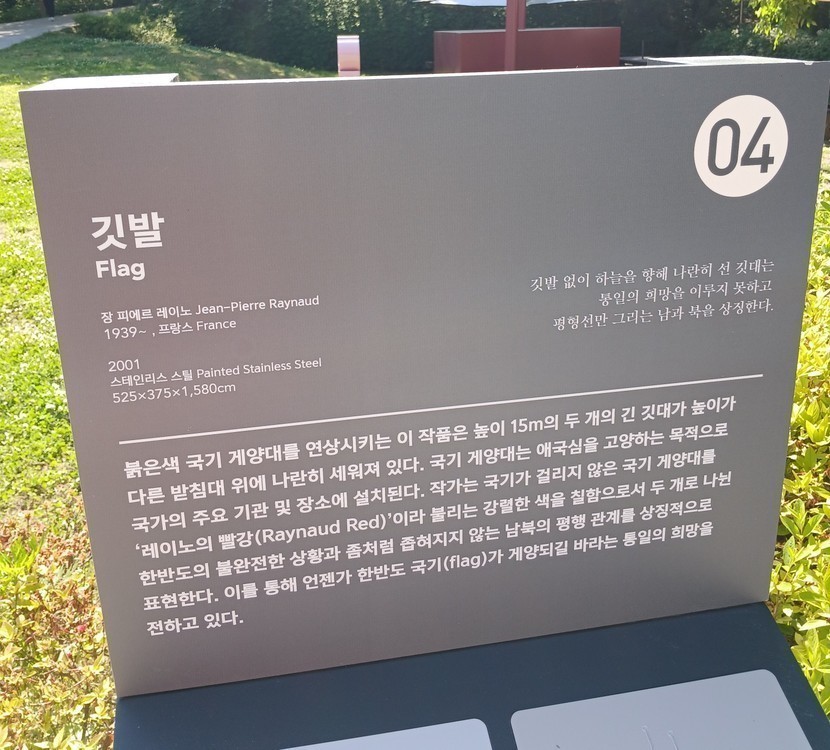 04
깃발
Flag
장 피에르 레이노 Jean-Pierre Raynaud
1939~ , 프랑스 France
2001
스테인리스 스틸 Painted Stainless Steel
525×375×1,580cm
깃발 없이 하늘을 향해 나란히 선 깃대는
통일의 희망을 이루지 못하고
평형선만 그리는 남과 북을 상징한다.
붉은색 국기 게양대를 연상시키는 이 작품은 높이 15m의 두 개의 긴 깃대가 높이가
다른 받침대 위에 나란히 세워져 있다. 국기 게양대는 애국심을 고양하는 목적으로
국가의 주요 기관 및 장소에 설치된다. 작가는 국기가 걸리지 않은 국기 게양대를
‘레이노의 빨강(Raynaud Red)’이라 불리는 강렬한 색을 칠함으로서 두 개로 나뉜
한반도의 불완전한 상황과 좀처럼 좁혀지지 않는 남북의 평행 관계를 상징적으로
표현한다. 이를 통해 언젠가 한반도 국기(flag)가 게양되길 바라는 통일의 희망을
전하고 있다.